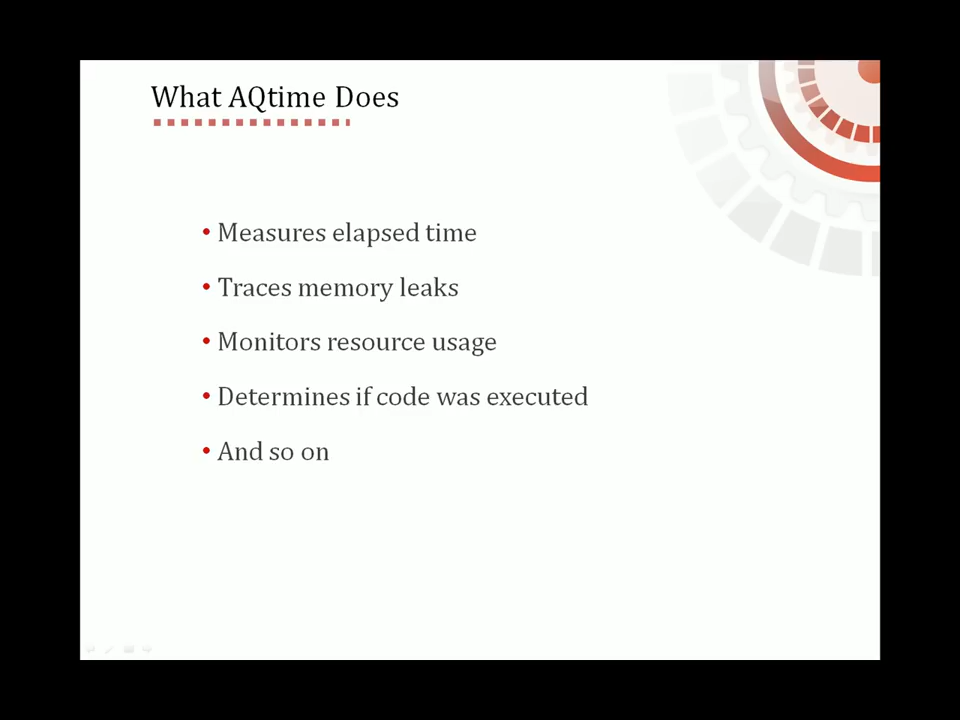 What AQtime Does
• Measures elapsed time
• Traces memory leaks
• Monitors resource usage
• Determines if code was executed
• And so on